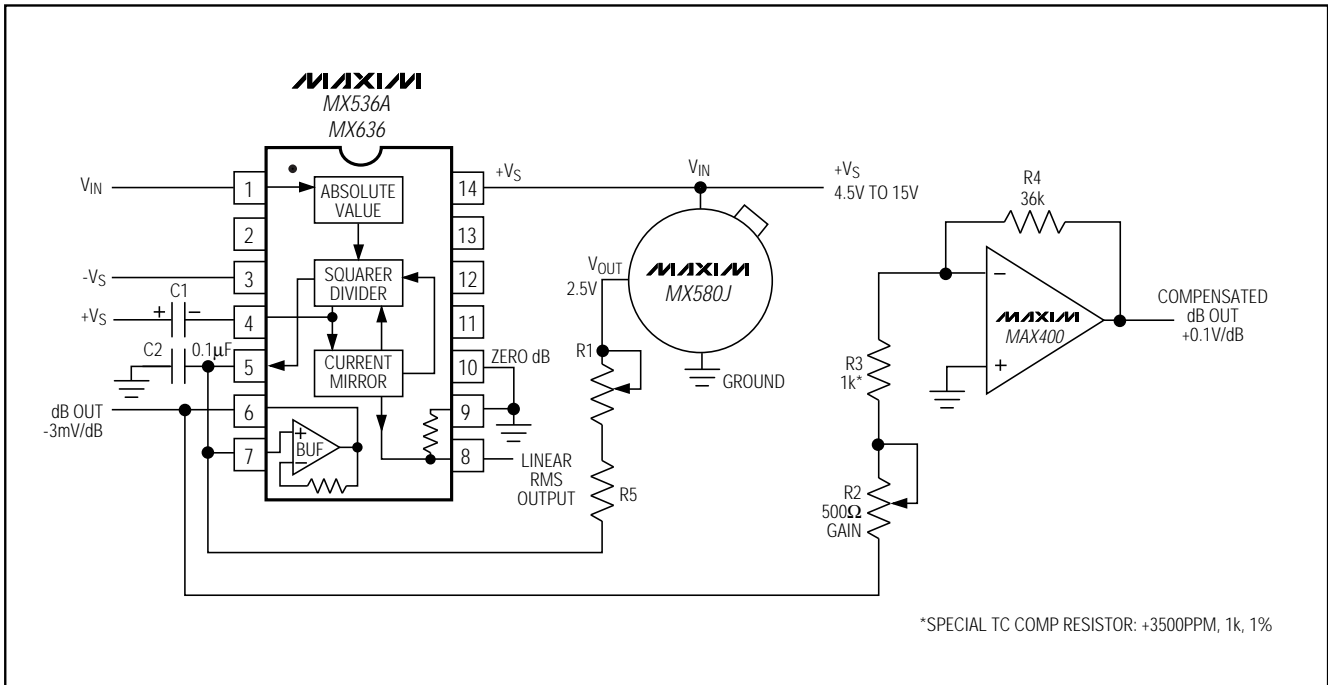 MAXIM
MX536A
MX636
VIN
1
ABSOLUTE
VALUE
14
+VS
VIN
+VS
4.5V TO 15V
2
13
-VS
3
SQUARER
DIVIDER
12
VOUT
2.5V
MAXIM
MX580J
+VS
C1
+
−
4
11
C2
0.1μF
5
CURRENT
MIRROR
10
ZERO dB
R1
GROUND
dB OUT
-3mV/dB
6
9
7
+
−
BUF
8
LINEAR
RMS
OUTPUT
R5
R4
36k
−
+
MAXIM
MAX400
COMPENSATED
dB OUT
+0.1V/dB
R3
1k*
R2
500Ω
GAIN
*SPECIAL TC COMP RESISTOR: +3500PPM, 1k, 1%